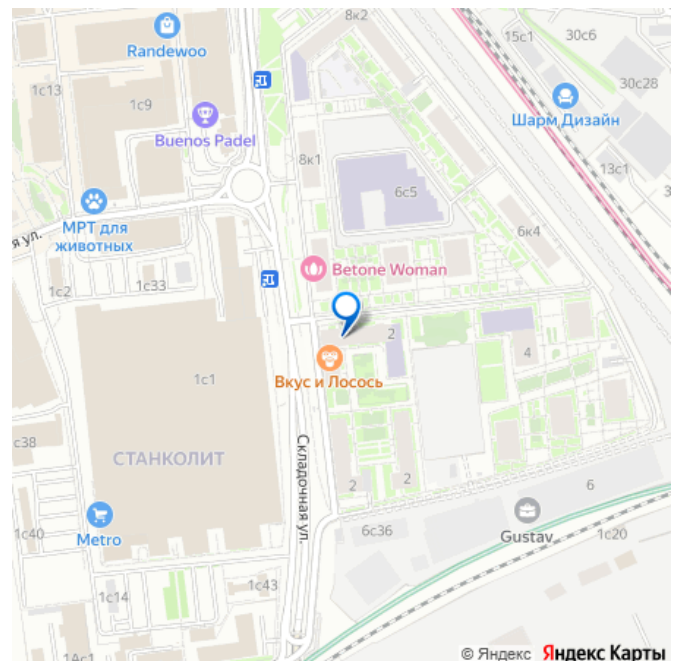 8к2
15с1
30с6
Randewoo
1с13
30с28
1с9
Шарм Дизайн
Buenos Padel
8к1
13с1
6с5
МРТ для
животных
я ул.
6к4
Betone Woman
1с2
1с33
2
4
Вкус и Лосось
1с1
с38
СТАНКОЛИТ
Складочная ул.
2
2
6
Metro
6с36
Gustav
1с20
1с40
1с43
1с14
1Ас1
© Яндекс Яндекс Карты